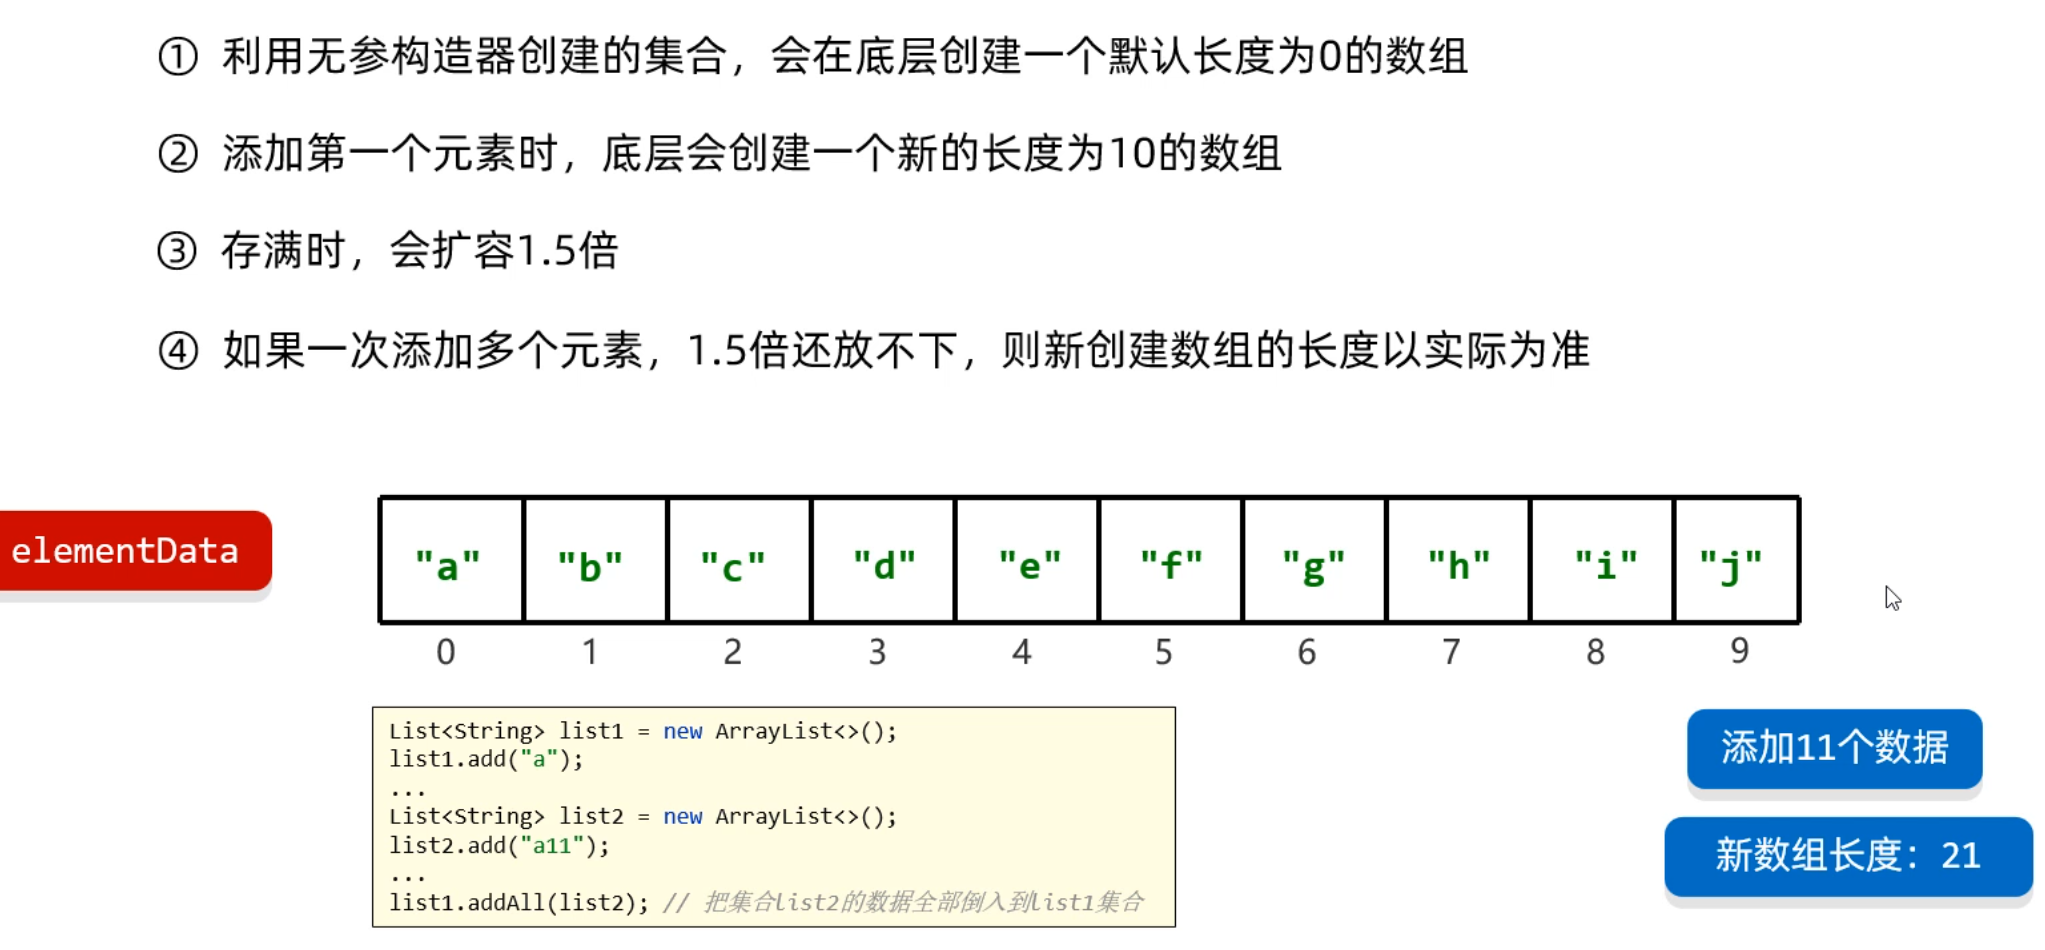 ① 利用无参构造器创建的集合，会在底层创建一个默认长度为0的数组
② 添加第一个元素时，底层会创建一个新的长度为10的数组
③ 存满时，会扩容1.5倍
④ 如果一次添加多个元素，1.5倍还放不下，则新创建数组的长度以实际为准
elementData
"a" "b" "c" "d" "e" "f" "g" "h" "i" "j"
0 1 2 3 4 5 6 7 8 9
List<String> list1 = new ArrayList<>();
list1.add("a");
...
List<String> list2 = new ArrayList<>();
list2.add("a11");
...
list1.addAll(list2); // 把集合list2的数据全部倒入到list1集合
添加11个数据
新数组长度：21